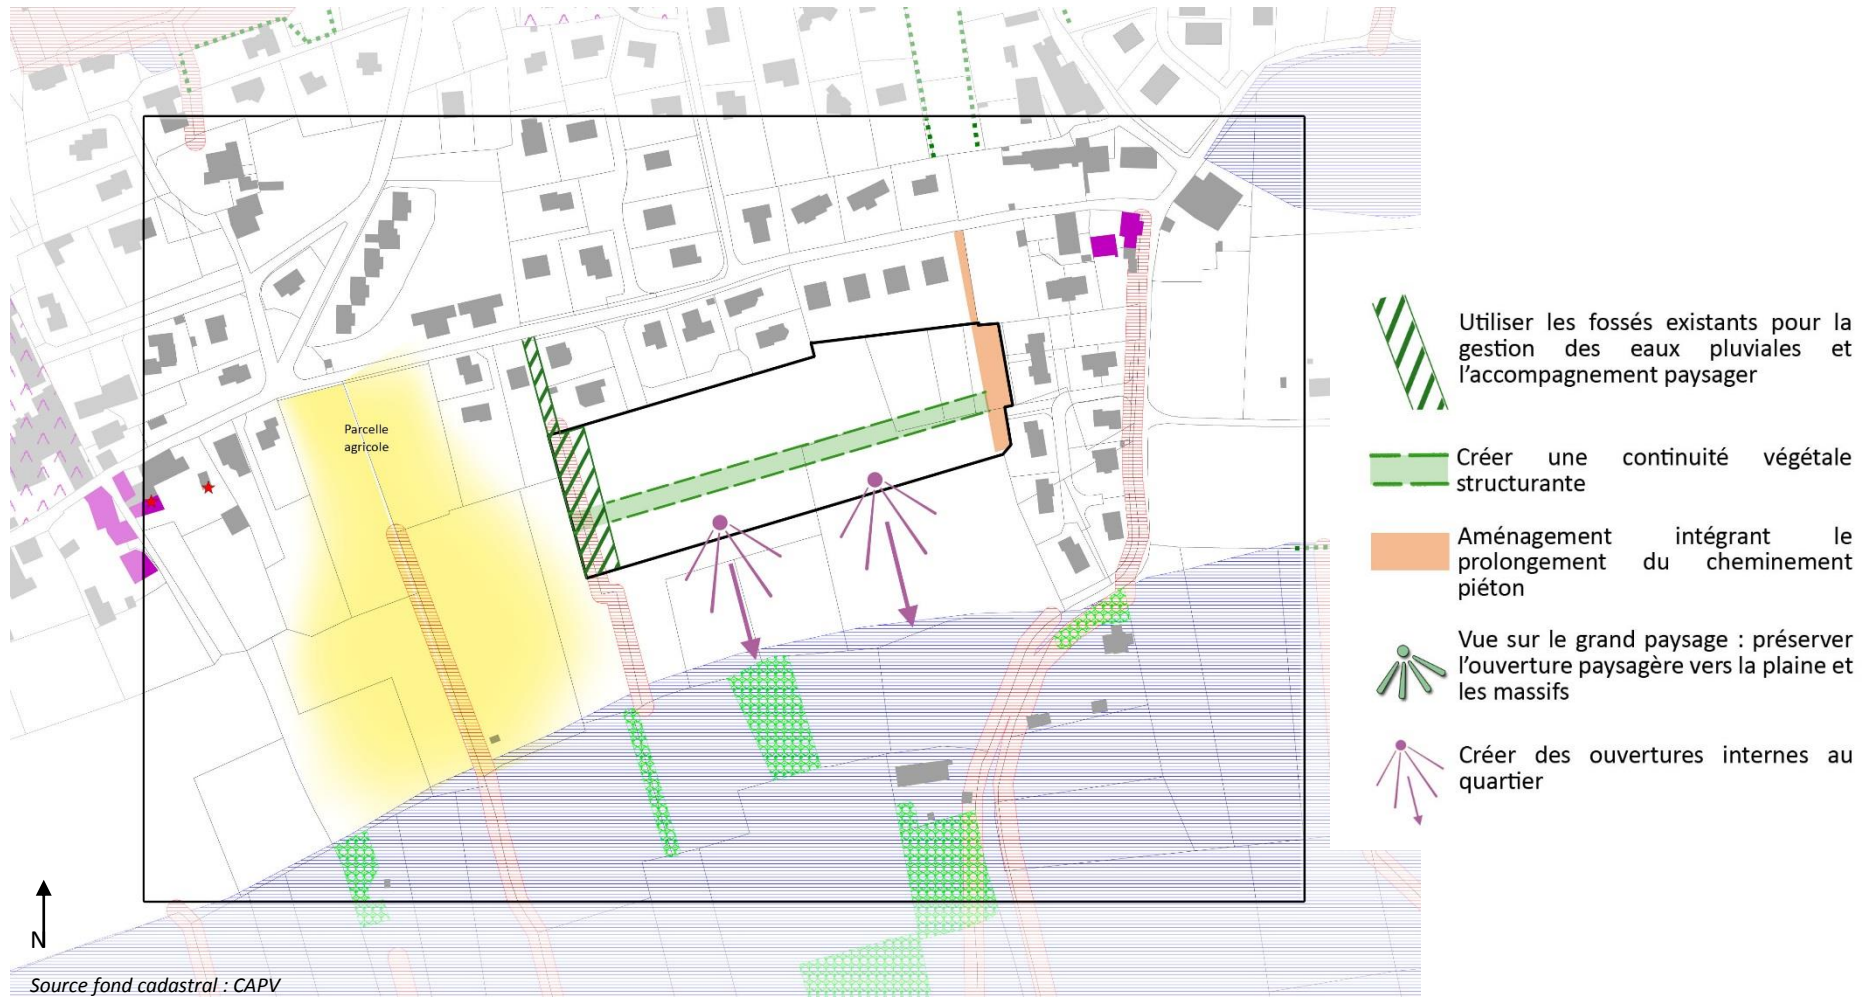 Parcelle
agricole
Utiliser les fossés existants pour la
gestion des eaux pluviales et
l’accompagnement paysager
Créer une continuité végétale
structurante
Aménagement intégrant le
prolongement du cheminement
piéton
Vue sur le grand paysage : préserver
l’ouverture paysagère vers la plaine et
les massifs
Créer des ouvertures internes au
quartier
N
Source fond cadastral : CAPV